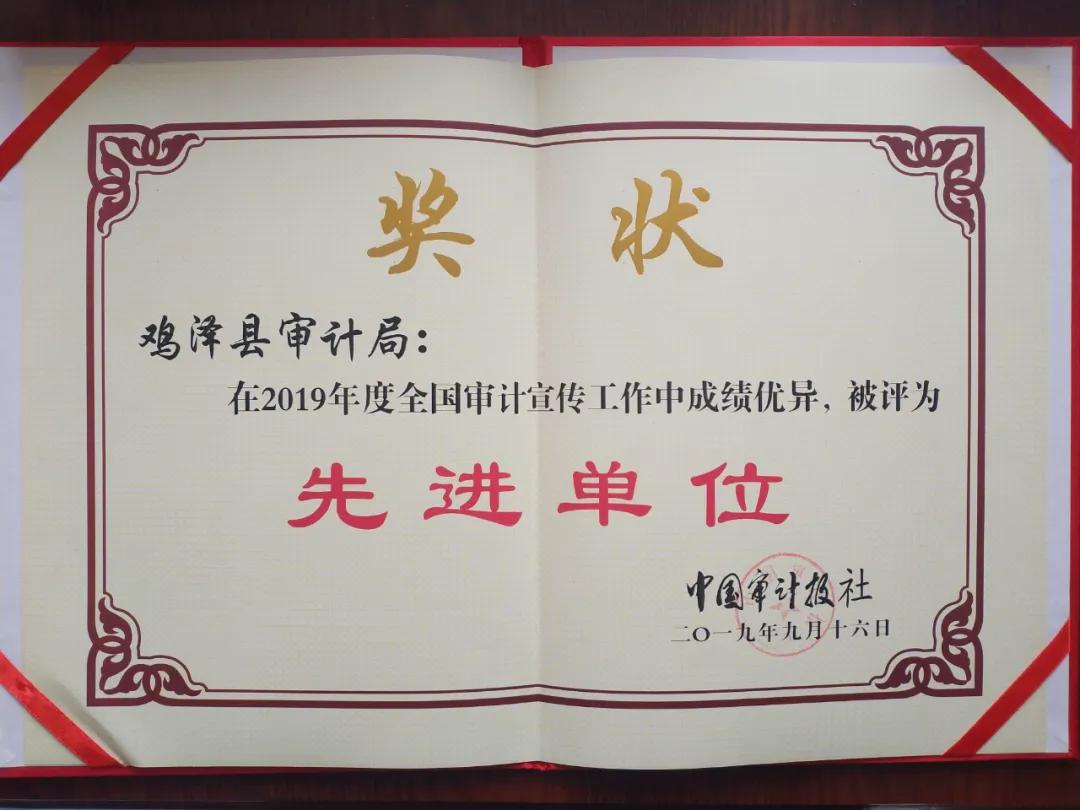 奖状
鸡泽县审计局：
在2019年度全国审计宣传工作中成绩优异，被评为
先进单位
中国审计报社
二〇一九年九月十六日